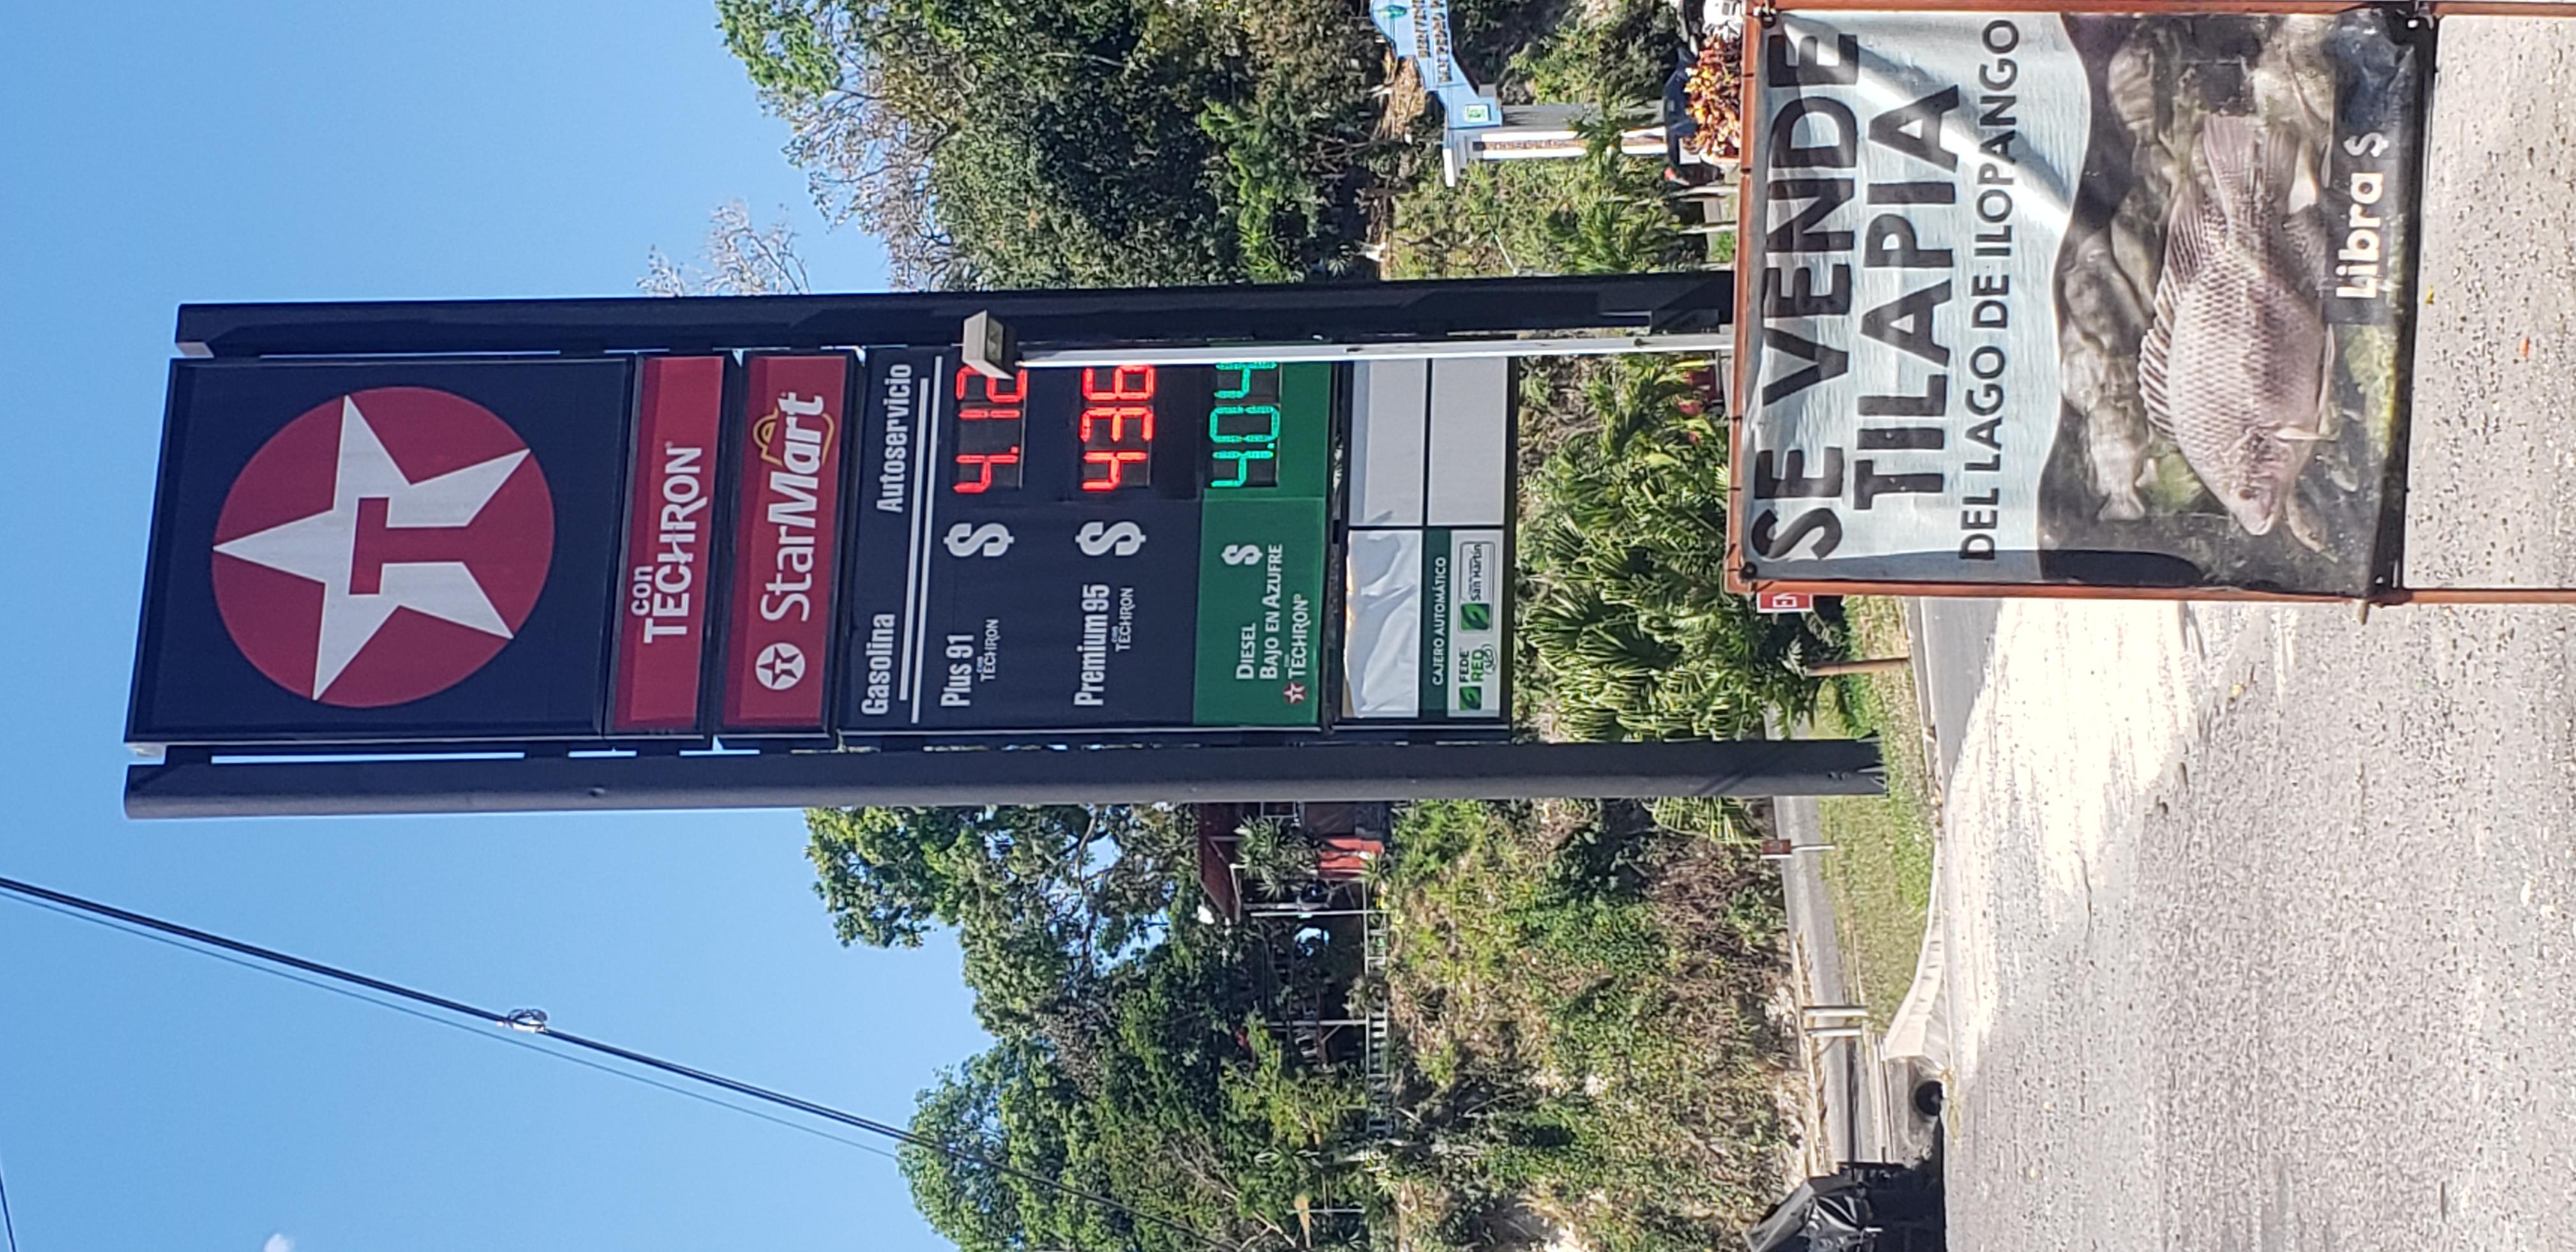 T
con
TECHRON®
StarMart
Gasolina Autoservicio
Plus 91 $ 4.12
CON
TECHRON
Premium 95 $ 4.36
CON
TECHRON
DIESEL $ 4.04
BAJO EN AZUFRE
CON
TECHRON®
CAJERO AUTOMÁTICO
FEDE
RED
San Martín
SE VENDE
TILAPIA
DEL LAGO DE ILOPANGO
Libra $